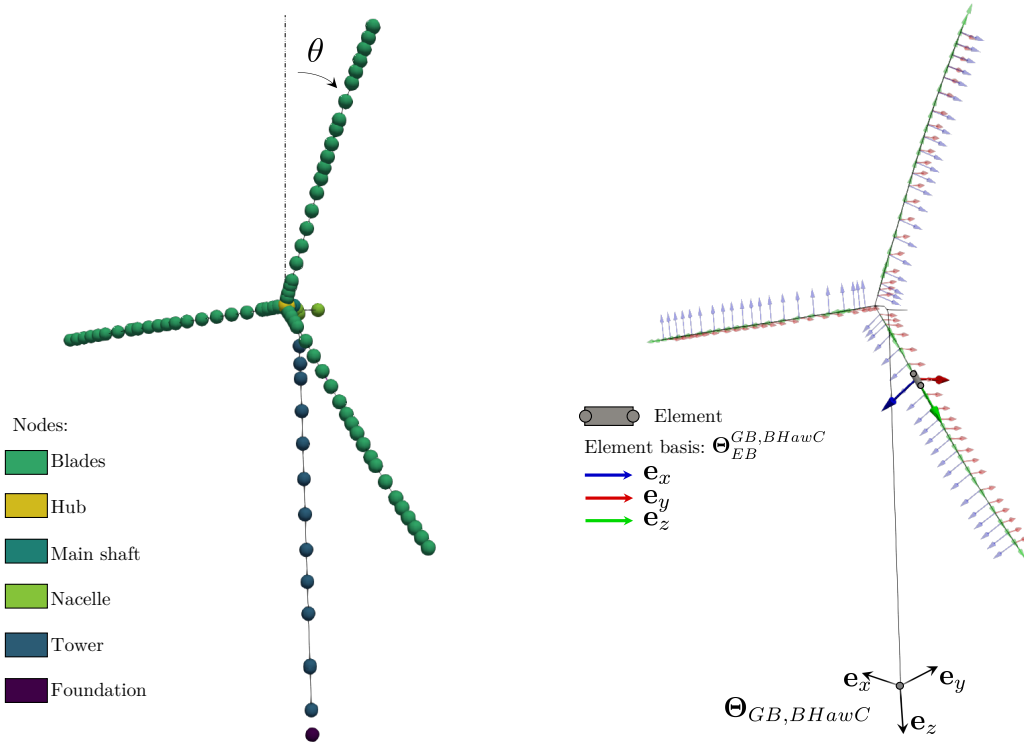 θ
Nodes:
Blades
Hub
Main shaft
Nacelle
Tower
Foundation
Element
Element basis: Θ_{EB}^{GB,BHawC}
e_x
e_y
e_z
e_x
e_y
Θ_{GB,BHawC}
e_z